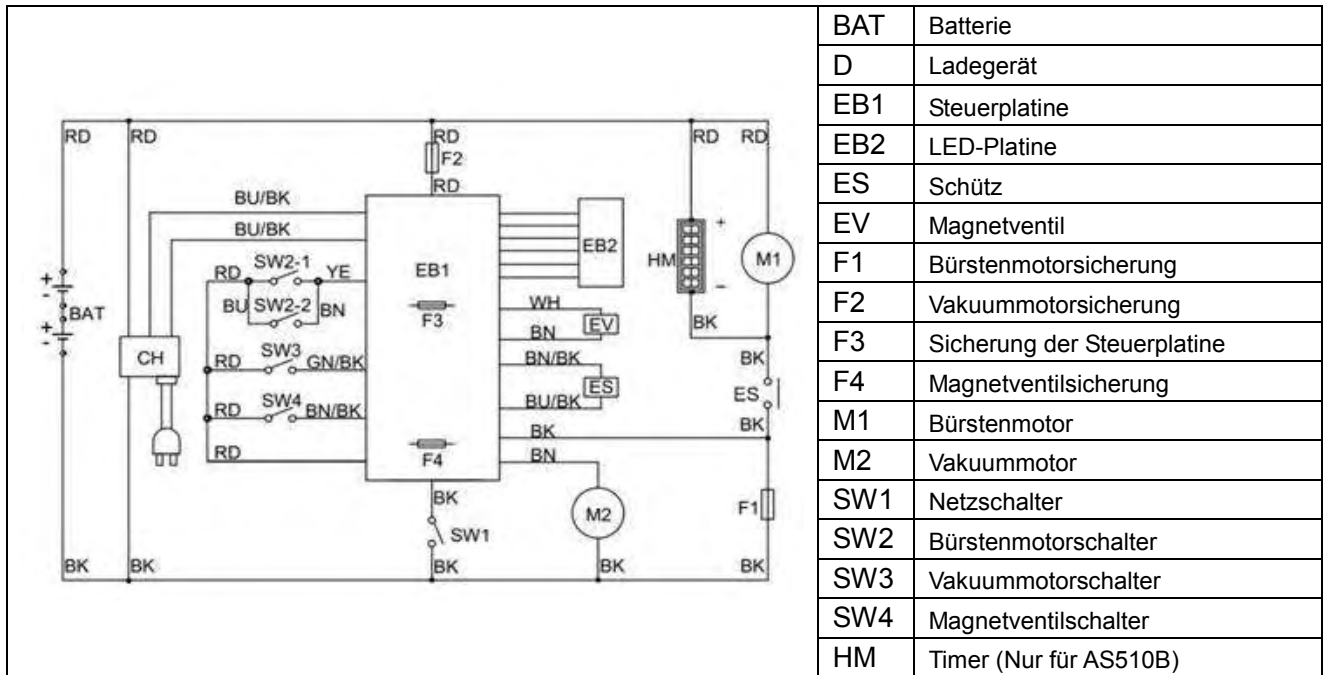 RD RD RD RD RD
F2
RD
BU/BK
BU/BK
EB2
+
HM
M1
-
RD SW2-1 YE
EB1
BU SW2-2 BN
+
-
BAT
+
-
F3
WH
EV
BN
BK
CH
RD SW3 GN/BK
BN/BK
BK
ES
ES
RD SW4 BN/BK
BU/BK
BK
BK
RD
F4
BN
BK
M2
F1
SW1
BK BK BK BK BK
BAT Batterie
D Ladegerät
EB1 Steuerplatine
EB2 LED-Platine
ES Schütz
EV Magnetventil
F1 Bürstenmotorsicherung
F2 Vakuummotorsicherung
F3 Sicherung der Steuerplatine
F4 Magnetventilsicherung
M1 Bürstenmotor
M2 Vakuummotor
SW1 Netzschalter
SW2 Bürstenmotorschalter
SW3 Vakuummotorschalter
SW4 Magnetventilschalter
HM Timer (Nur für AS510B)